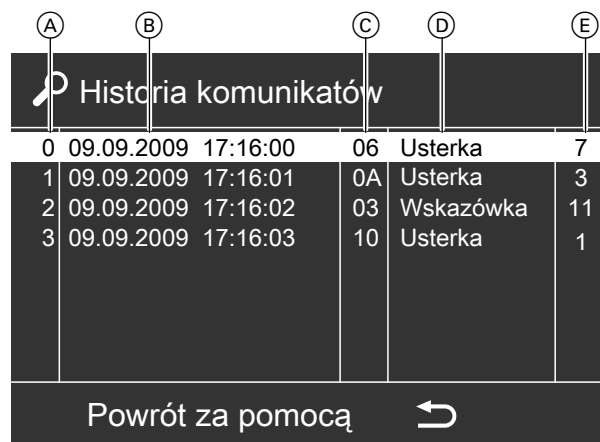 A B C D E
Historia komunikatów
0 09.09.2009 17:16:00 06 Usterka 7
1 09.09.2009 17:16:01 0A Usterka 3
2 09.09.2009 17:16:02 03 Wskazówka 11
3 09.09.2009 17:16:03 10 Usterka 1
Powrót za pomocą